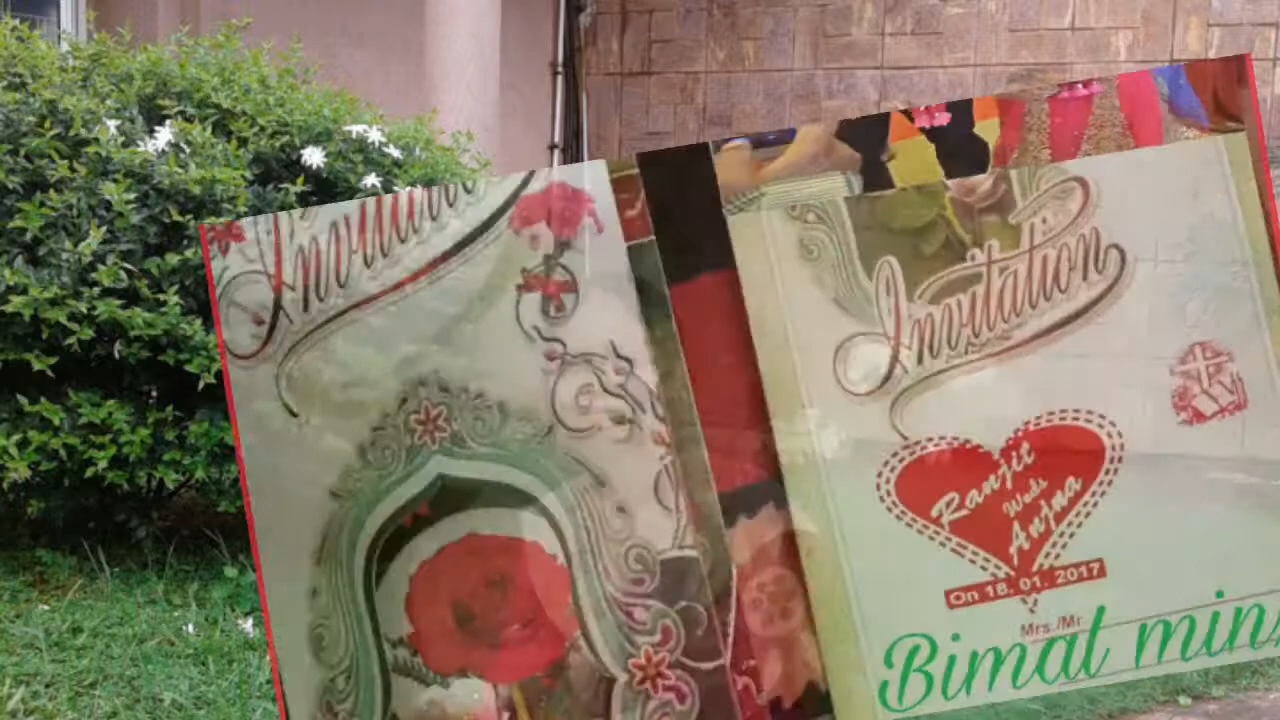 Invitation
Invitation
Ranjit
Weds
Anjna
On 18. 01. 2017
Mrs./Mr
Bimal